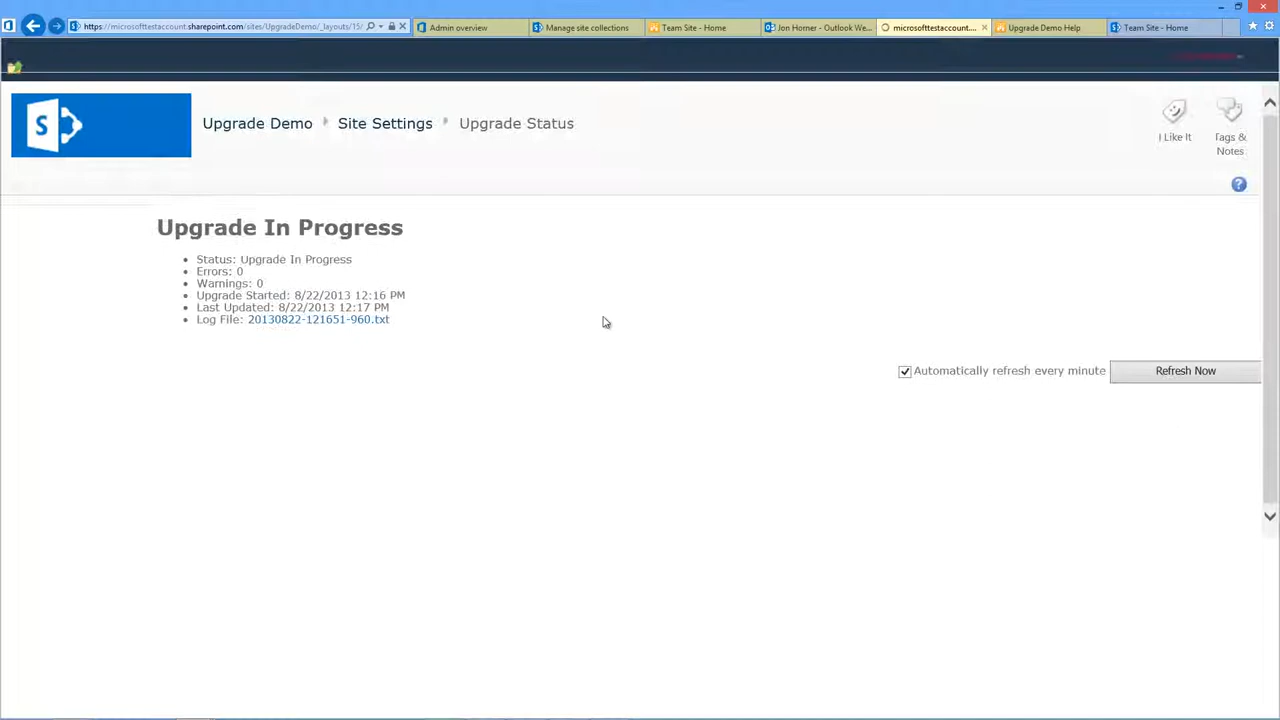 https://microsofttestaccount.sharepoint.com/sites/UpgradeDemo/_layouts/15/
Admin overview
Manage site collections
Team Site - Home
Jon Horner - Outlook We...
microsofttestaccount....
Upgrade Demo Help
Team Site - Home
S
Upgrade Demo
Site Settings
Upgrade Status
I Like It
Tags &
Notes
Upgrade In Progress
Status: Upgrade In Progress
Errors: 0
Warnings: 0
Upgrade Started: 8/22/2013 12:16 PM
Last Updated: 8/22/2013 12:17 PM
Log File: 20130822-121651-960.txt
Automatically refresh every minute
Refresh Now